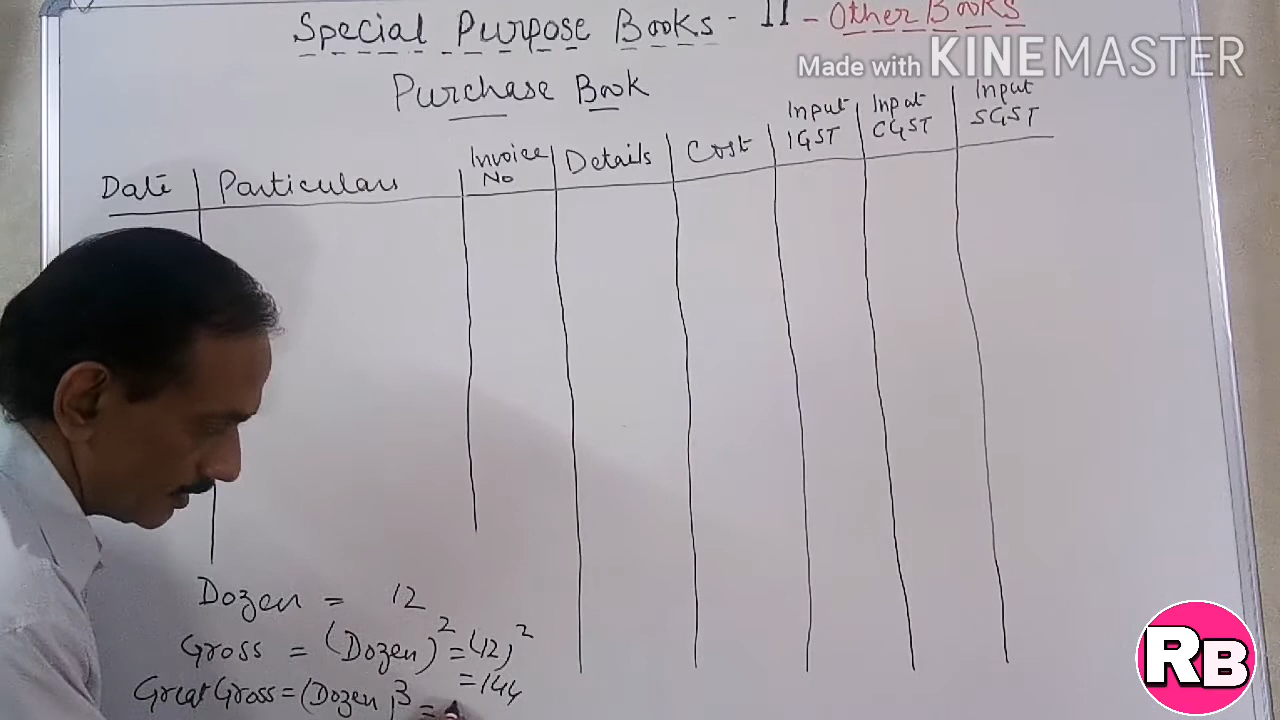 Special Purpose Books - II - Other Books
Made with KINEMASTER
Purchase Book
Date Particulars Invoice No Details Cost Input IGST Input CGST Input SGST
Dozen = 12
Gross = (Dozen)² = (12)²
= 144
Great Gross = (Dozen)³ =
RB